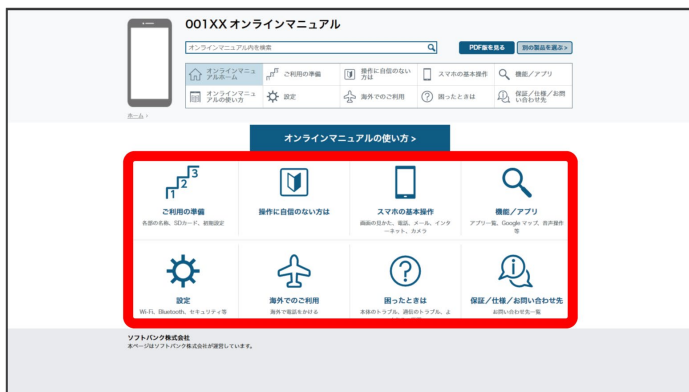 001XX オンラインマニュアル
オンラインマニュアル内を検索
PDF版を見る
別の製品を選ぶ >
オンラインマニュ
アルホーム
ご利用の準備
操作に自信のない
方は
スマホの基本操作
機能/アプリ
オンラインマニュ
アルの使い方
設定
海外でのご利用
困ったときは
保証/仕様/お問
い合わせ先
ホーム >
オンラインマニュアルの使い方 >
1 2 3
ご利用の準備
各部の名称、SDカード、初期設定
操作に自信のない方は
スマホの基本操作
画面の見かた、電話、メール、インタ
ーネット、カメラ
機能/アプリ
アプリ一覧、Google マップ、音声操作
等
設定
Wi-Fi、Bluetooth、セキュリティ等
海外でのご利用
海外で電話をかける
困ったときは
本体のトラブル、通信のトラブル、よ
保証/仕様/お問い合わせ先
お問い合わせ先一覧
ソフトバンク株式会社
本ページはソフトバンク株式会社が運営しています。